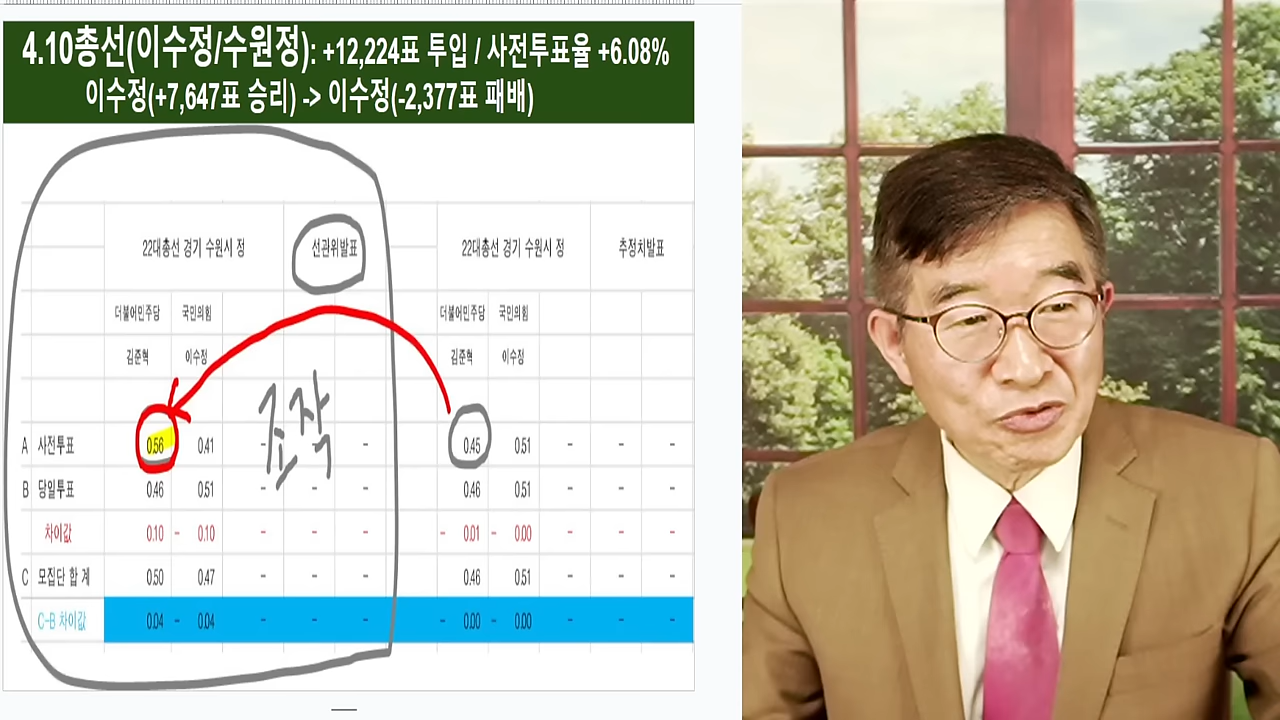 4.10총선(이수정/수원정): +12,224표 투입 / 사전투표율 +6.08%
이수정(+7,647표 승리) -> 이수정(-2,377표 패배)
22대총선 경기 수원시 정 선관위발표 22대총선 경기 수원시 정 추정치발표
더불어민주당 국민의힘 더불어민주당 국민의힘
김준혁 이수정 김준혁 이수정
조작
A 사전투표 0.56 0.41 - - - 0.45 0.51 - - -
B 당일투표 0.46 0.51 - - - 0.46 0.51 - - -
차이값 0.10 - 0.10 - - - - 0.01 - 0.00 - - -
C 모집단 합 계 0.50 0.47 - - - 0.46 0.51 - - -
C-B 차이값 0.04 - 0.04 - - - - 0.00 - 0.00 - - -